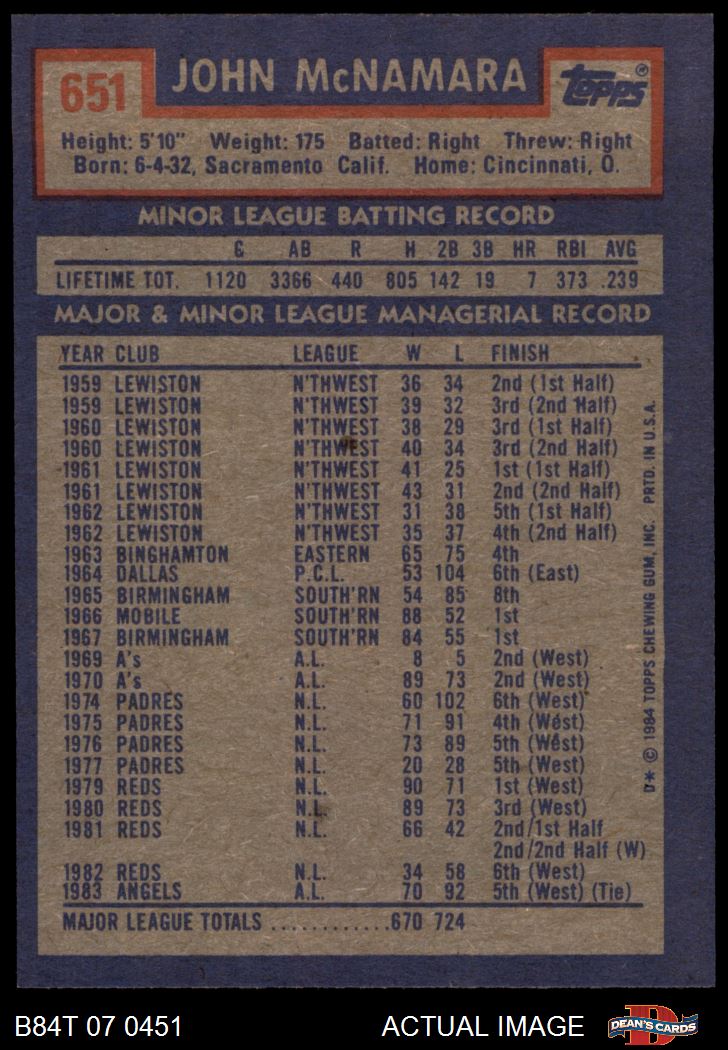 651 JOHN McNAMARA topps®
Height: 5'10" Weight: 175 Batted: Right Threw: Right
Born: 6-4-32, Sacramento Calif. Home: Cincinnati, O.
MINOR LEAGUE BATTING RECORD
G AB R H 2B 3B HR RBI AVG
LIFETIME TOT. 1120 3366 440 805 142 19 7 373 .239
MAJOR & MINOR LEAGUE MANAGERIAL RECORD
YEAR CLUB LEAGUE W L FINISH
1959 LEWISTON N'THWEST 36 34 2nd (1st Half)
1959 LEWISTON N'THWEST 39 32 3rd (2nd Half)
1960 LEWISTON N'THWEST 38 29 3rd (1st Half)
1960 LEWISTON N'THWEST 40 34 3rd (2nd Half)
1961 LEWISTON N'THWEST 41 25 1st (1st Half)
1961 LEWISTON N'THWEST 43 31 2nd (2nd Half)
1962 LEWISTON N'THWEST 31 38 5th (1st Half)
1962 LEWISTON N'THWEST 35 37 4th (2nd Half)
1963 BINGHAMTON EASTERN 65 75 4th
1964 DALLAS P.C.L. 53 104 6th (East)
1965 BIRMINGHAM SOUTH'RN 54 85 8th
1966 MOBILE SOUTH'RN 88 52 1st
1967 BIRMINGHAM SOUTH'RN 84 55 1st
1969 A's A.L. 8 5 2nd (West)
1970 A's A.L. 89 73 2nd (West)
1974 PADRES N.L. 60 102 6th (West)
1975 PADRES N.L. 71 91 4th (West)
1976 PADRES N.L. 73 89 5th (West)
1977 PADRES N.L. 20 28 5th (West)
1979 REDS N.L. 90 71 1st (West)
1980 REDS N.L. 89 73 3rd (West)
1981 REDS N.L. 66 42 2nd/1st Half
2nd/2nd Half (W)
1982 REDS N.L. 34 58 6th (West)
1983 ANGELS A.L. 70 92 5th (West) (Tie)
MAJOR LEAGUE TOTALS ............670 724
D* © 1984 TOPPS CHEWING GUM, INC. PRTD. IN U.S.A.
B84T 07 0451 ACTUAL IMAGE D DEAN'S CARDS